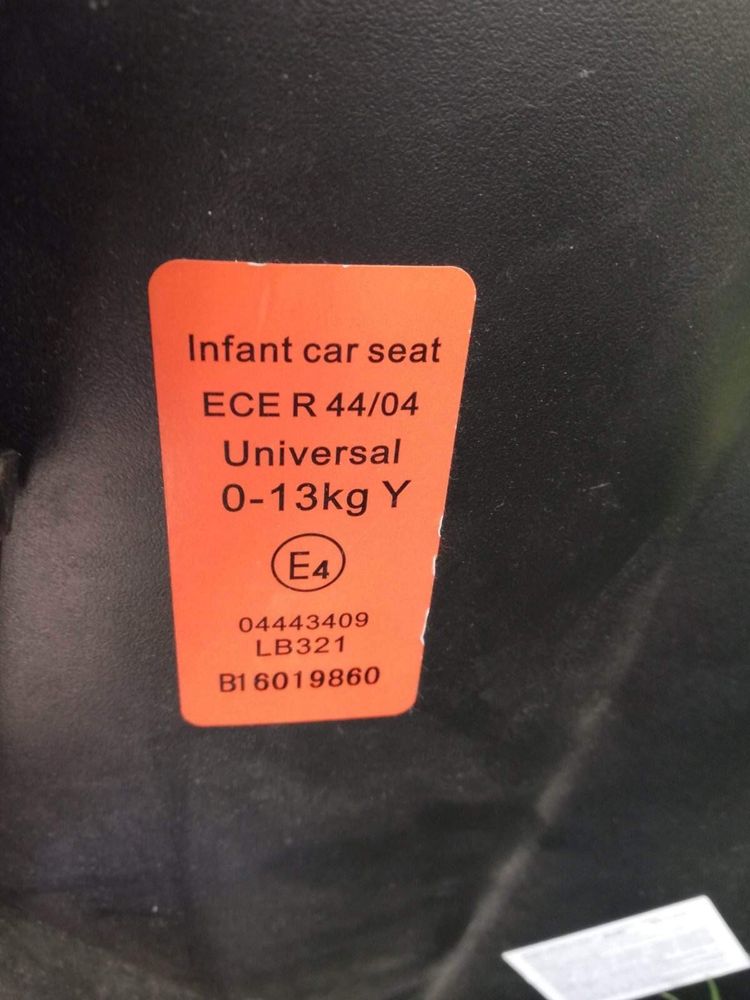 Infant car seat
ECE R 44/04
Universal
0-13kg Y
E4
04443409
LB321
B16019860